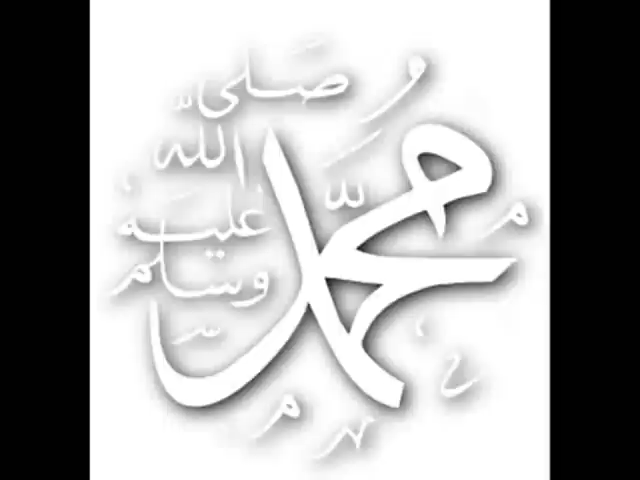 محمد
صلى
الله
عليه
وسلم